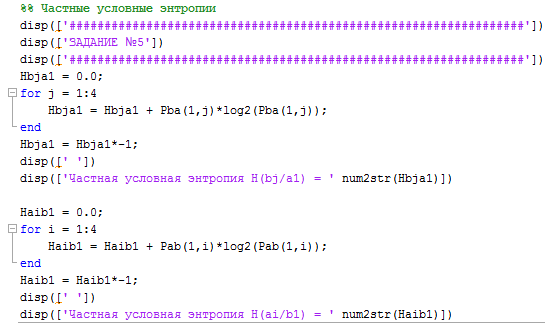 %% Частные условные энтропии
disp(['#################################################################'])
disp(['ЗАДАНИЕ №5'])
disp(['#################################################################'])
Hbja1 = 0.0;
for j = 1:4
    Hbja1 = Hbja1 + Pba(1,j)*log2(Pba(1,j));
end
Hbja1 = Hbja1*-1;
disp([' '])
disp(['Частная условная энтропия H(bj/a1) = ' num2str(Hbja1)])
Haib1 = 0.0;
for i = 1:4
    Haib1 = Haib1 + Pab(1,i)*log2(Pab(1,i));
end
Haib1 = Haib1*-1;
disp([' '])
disp(['Частная условная энтропия H(ai/b1) = ' num2str(Haib1)])